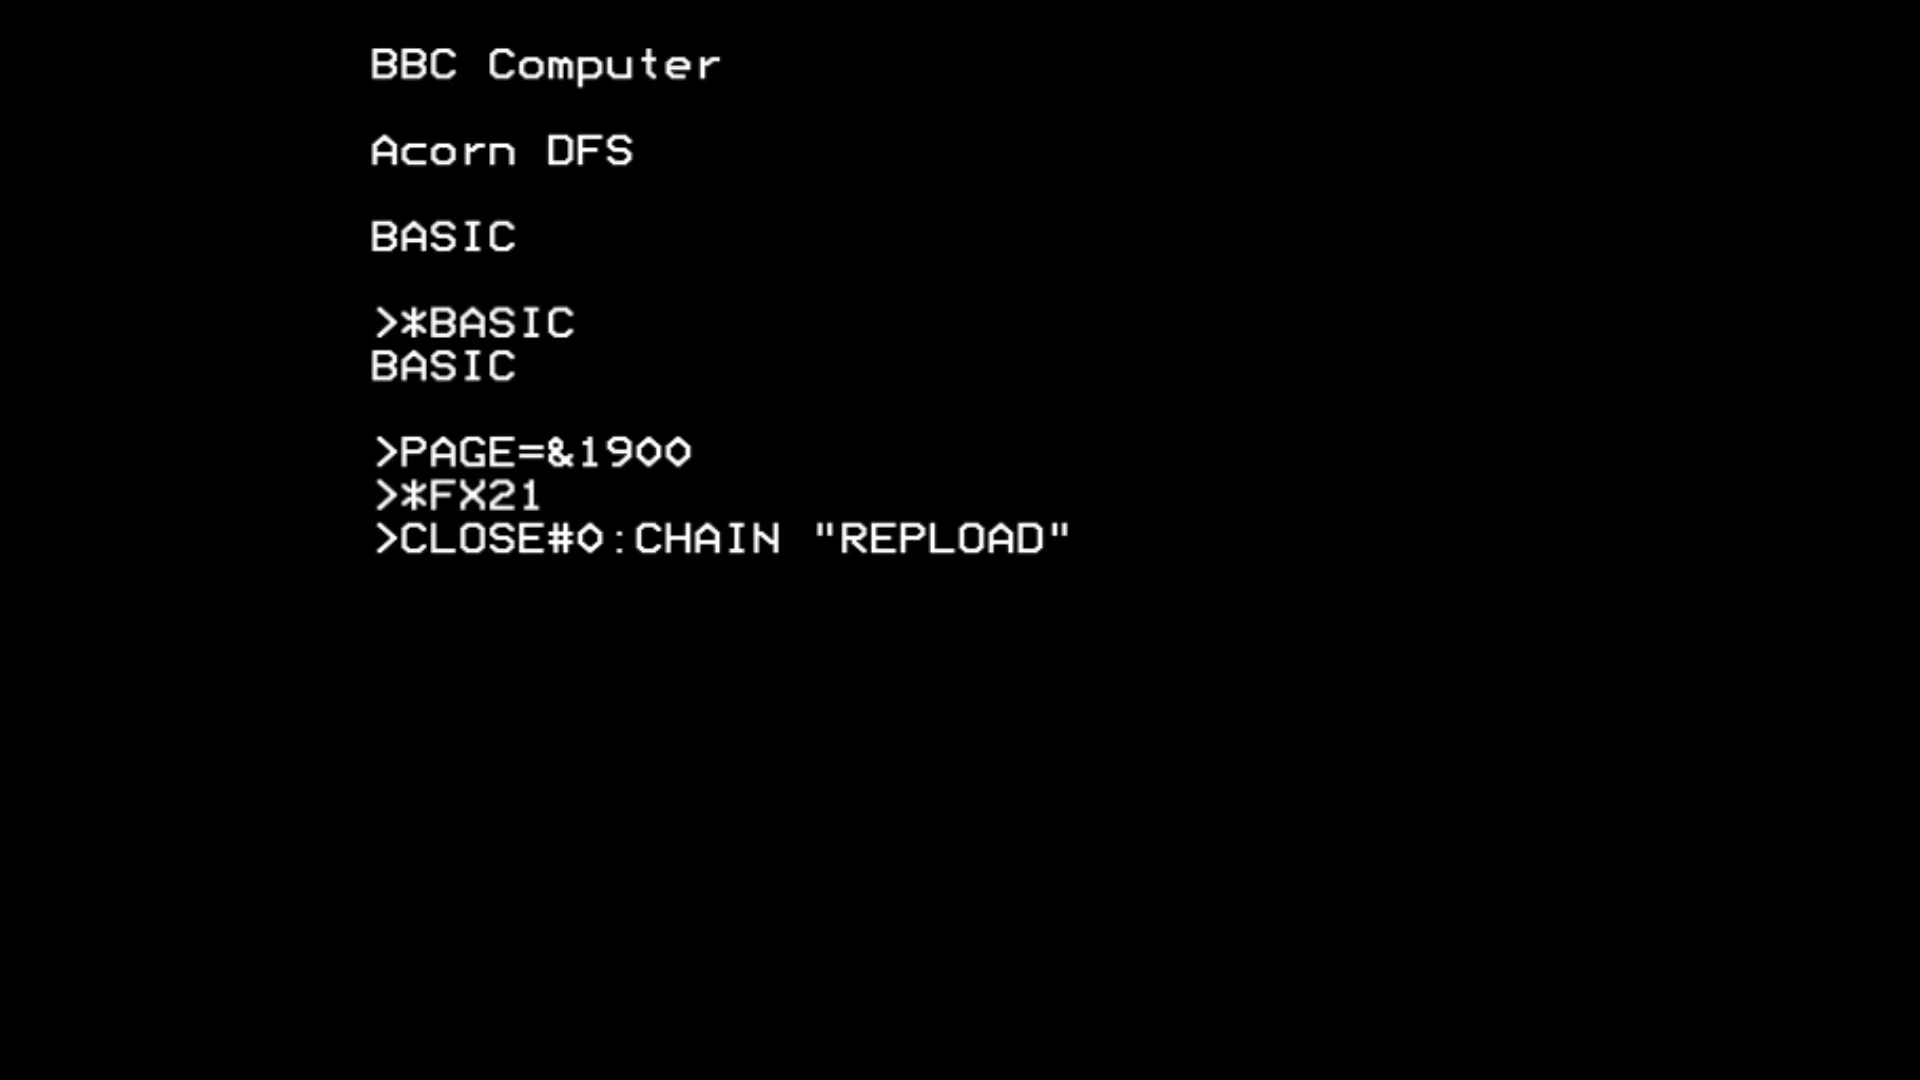 BBC Computer
Acorn DFS
BASIC
>*BASIC
BASIC
>PAGE=&1900
>*FX21
>CLOSE#0:CHAIN "REPLOAD"